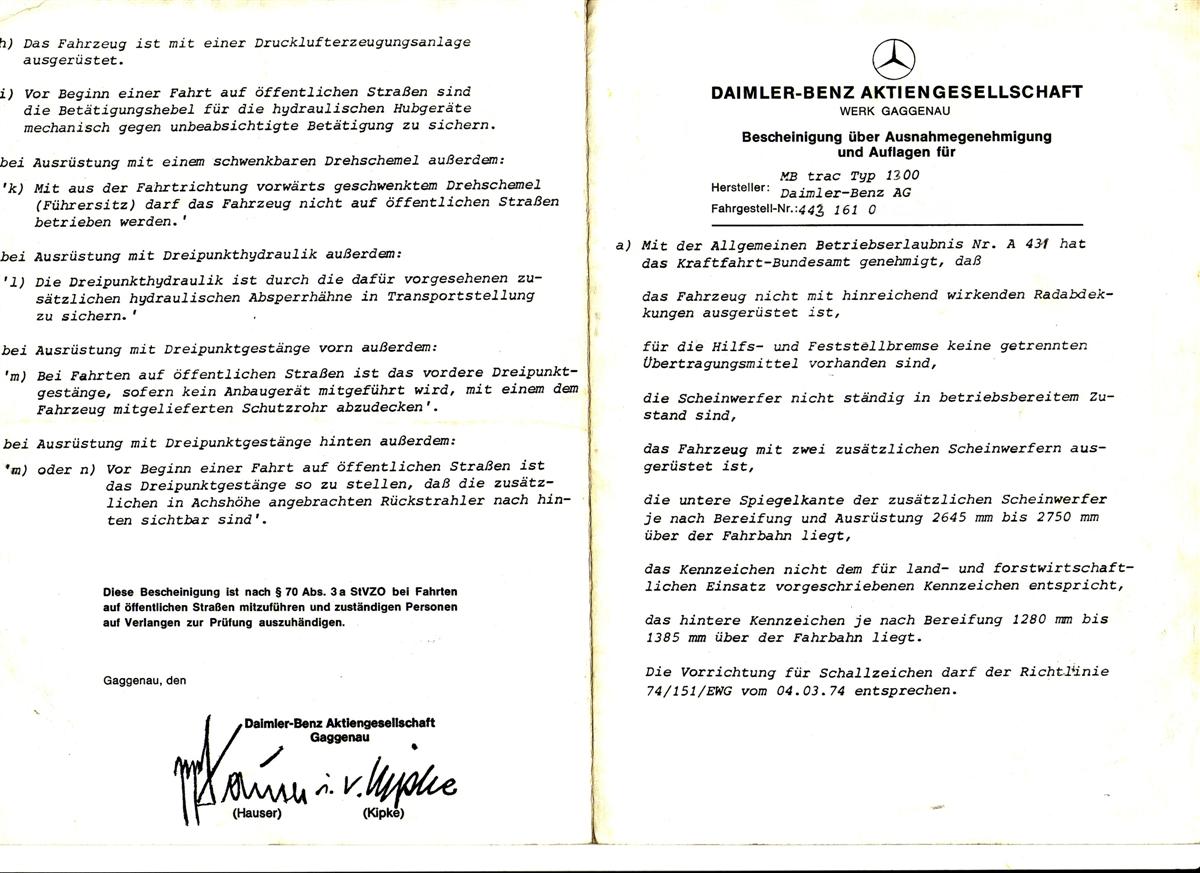 h) Das Fahrzeug ist mit einer Drucklufterzeugungsanlage
ausgerüstet.
i) Vor Beginn einer Fahrt auf öffentlichen Straßen sind
die Betätigungshebel für die hydraulischen Hubgeräte
mechanisch gegen unbeabsichtigte Betätigung zu sichern.
bei Ausrüstung mit einem schwenkbaren Drehschemel außerdem:
'k) Mit aus der Fahrtrichtung vorwärts geschwenktem Drehschemel
(Führersitz) darf das Fahrzeug nicht auf öffentlichen Straßen
betrieben werden.'
bei Ausrüstung mit Dreipunkthydraulik außerdem:
'l) Die Dreipunkthydraulik ist durch die dafür vorgesehenen zu-
sätzlichen hydraulischen Absperrhähne in Transportstellung
zu sichern.'
bei Ausrüstung mit Dreipunktgestänge vorn außerdem:
'm) Bei Fahrten auf öffentlichen Straßen ist das vordere Dreipunkt-
gestänge, sofern kein Anbaugerät mitgeführt wird, mit einem dem
Fahrzeug mitgelieferten Schutzrohr abzudecken'.
bei Ausrüstung mit Dreipunktgestänge hinten außerdem:
'm) oder n) Vor Beginn einer Fahrt auf öffentlichen Straßen ist
das Dreipunktgestänge so zu stellen, daß die zusätz-
lichen in Achshöhe angebrachten Rückstrahler nach hin-
ten sichtbar sind'.
Diese Bescheinigung ist nach § 70 Abs. 3a StVZO bei Fahrten
auf öffentlichen Straßen mitzuführen und zuständigen Personen
auf Verlangen zur Prüfung auszuhändigen.
Gaggenau, den
Daimler-Benz Aktiengesellschaft
Gaggenau
ppa Hauser i. V. Kipke
(Hauser) (Kipke)
DAIMLER-BENZ AKTIENGESELLSCHAFT
WERK GAGGENAU
Bescheinigung über Ausnahmegenehmigung
und Auflagen für
MB trac Typ 1300
Hersteller: Daimler-Benz AG
Fahrgestell-Nr.: 443 161 0
a) Mit der Allgemeinen Betriebserlaubnis Nr. A 431 hat
das Kraftfahrt-Bundesamt genehmigt, daß
das Fahrzeug nicht mit hinreichend wirkenden Radabdek-
kungen ausgerüstet ist,
für die Hilfs- und Feststellbremse keine getrennten
Übertragungsmittel vorhanden sind,
die Scheinwerfer nicht ständig in betriebsbereitem Zu-
stand sind,
das Fahrzeug mit zwei zusätzlichen Scheinwerfern aus-
gerüstet ist,
die untere Spiegelkante der zusätzlichen Scheinwerfer
je nach Bereifung und Ausrüstung 2645 mm bis 2750 mm
über der Fahrbahn liegt,
das Kennzeichen nicht dem für land- und forstwirtschaft-
lichen Einsatz vorgeschriebenen Kennzeichen entspricht,
das hintere Kennzeichen je nach Bereifung 1280 mm bis
1385 mm über der Fahrbahn liegt.
Die Vorrichtung für Schallzeichen darf der Richtlinie
74/151/EWG vom 04.03.74 entsprechen.